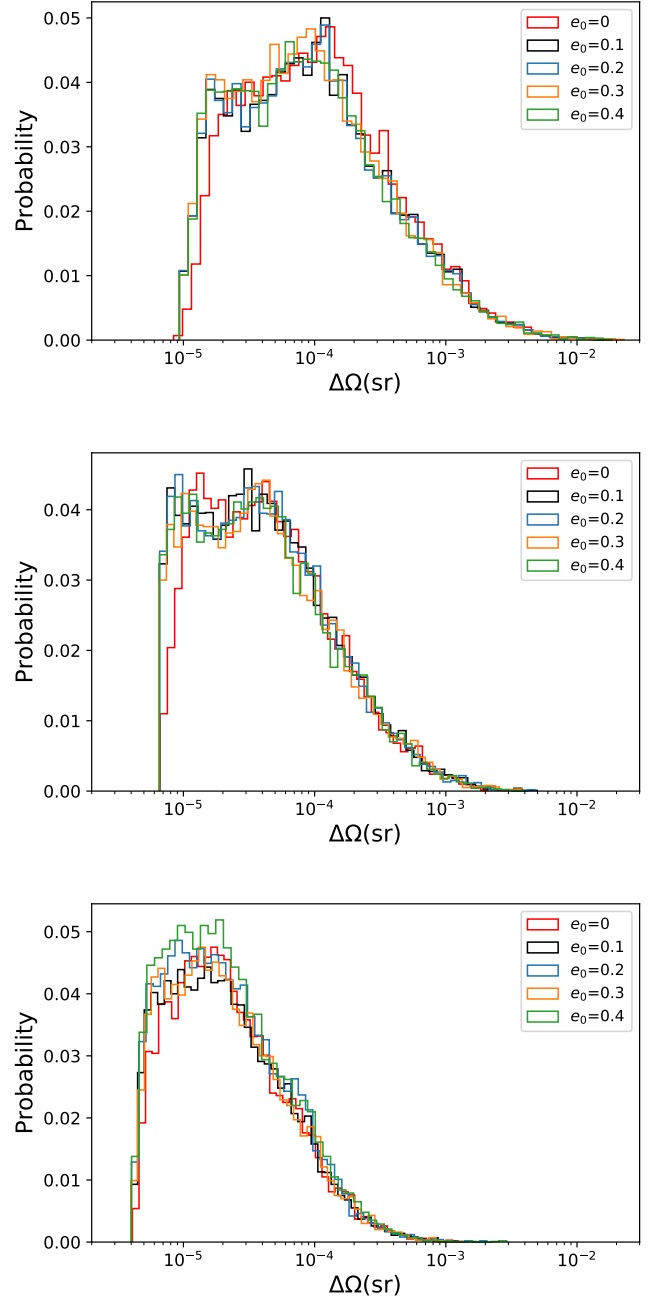 0.05
0.04
0.03
0.02
0.01
0.00
Probability
10⁻⁵ 10⁻⁴ 10⁻³ 10⁻²
ΔΩ(sr)
e₀=0
e₀=0.1
e₀=0.2
e₀=0.3
e₀=0.4
0.04
0.03
0.02
0.01
0.00
Probability
10⁻⁵ 10⁻⁴ 10⁻³ 10⁻²
ΔΩ(sr)
e₀=0
e₀=0.1
e₀=0.2
e₀=0.3
e₀=0.4
0.05
0.04
0.03
0.02
0.01
0.00
Probability
10⁻⁵ 10⁻⁴ 10⁻³ 10⁻²
ΔΩ(sr)
e₀=0
e₀=0.1
e₀=0.2
e₀=0.3
e₀=0.4